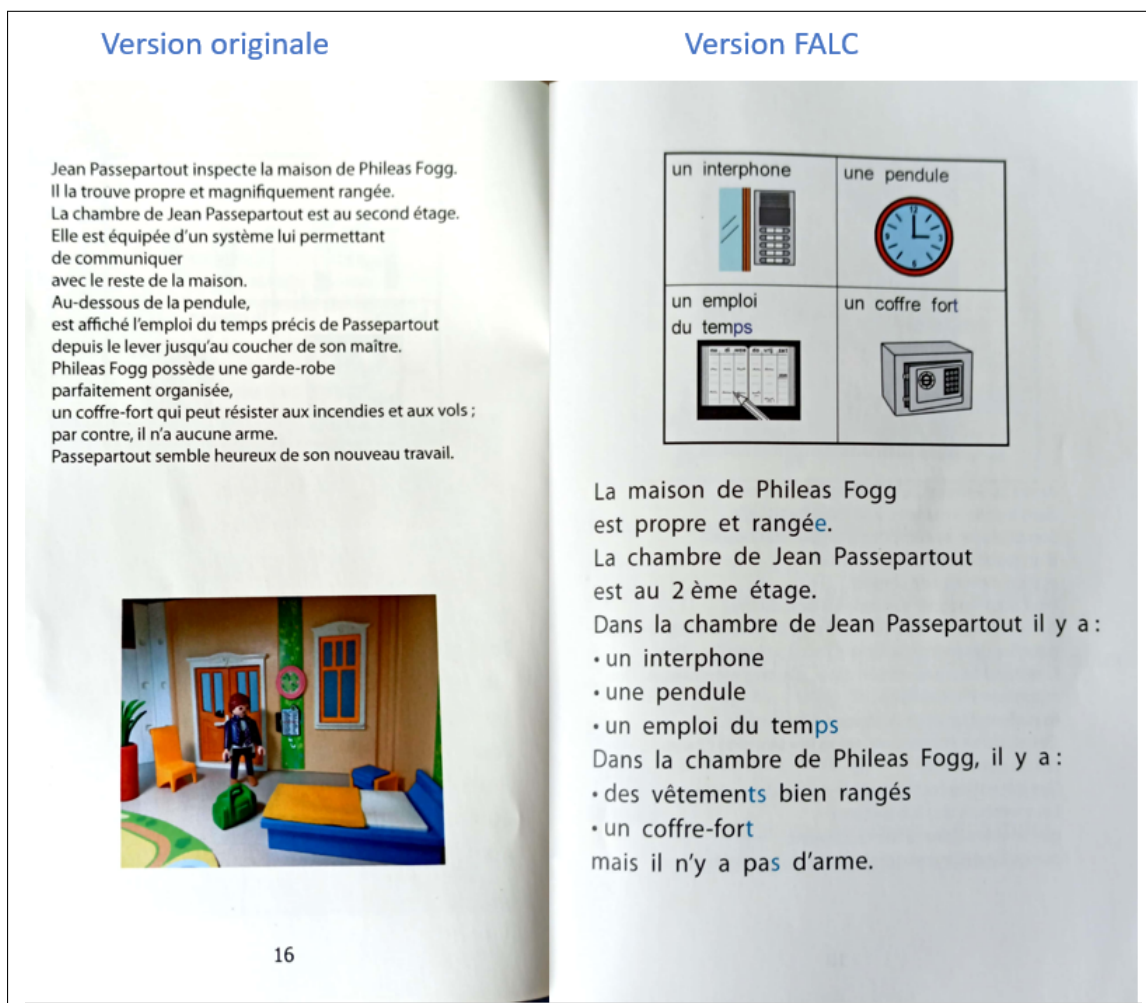 Version originale
Version FALC
Jean Passepartout inspecte la maison de Phileas Fogg.
Il la trouve propre et magnifiquement rangée.
La chambre de Jean Passepartout est au second étage.
Elle est équipée d'un système lui permettant
de communiquer
avec le reste de la maison.
Au-dessous de la pendule,
est affiché l'emploi du temps précis de Passepartout
depuis le lever jusqu'au coucher de son maître.
Phileas Fogg possède une garde-robe
parfaitement organisée,
un coffre-fort qui peut résister aux incendies et aux vols ;
par contre, il n'a aucune arme.
Passepartout semble heureux de son nouveau travail.
16
un interphone
une pendule
12
3
6
9
un emploi
du temps
un coffre fort
La maison de Phileas Fogg
est propre et rangée.
La chambre de Jean Passepartout
est au 2 ème étage.
Dans la chambre de Jean Passepartout il y a :
• un interphone
• une pendule
• un emploi du temps
Dans la chambre de Phileas Fogg, il y a :
• des vêtements bien rangés
• un coffre-fort
mais il n'y a pas d'arme.